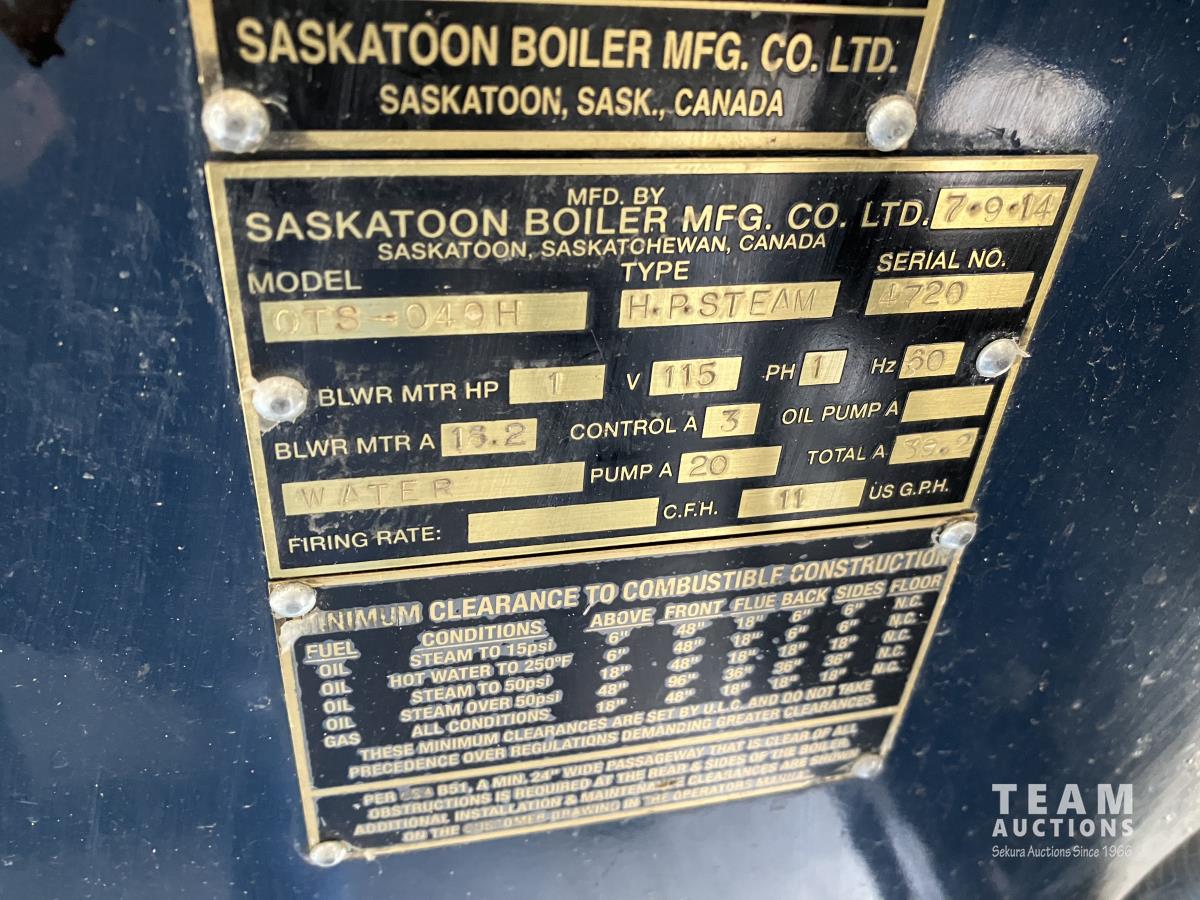 SASKATOON BOILER MFG. CO. LTD.
SASKATOON, SASK., CANADA
MFD. BY
SASKATOON BOILER MFG. CO. LTD. 7·9·14
SASKATOON, SASKATCHEWAN, CANADA
MODEL TYPE SERIAL NO.
OTS-049H H.P.STEAM 4720
BLWR MTR HP 1 V 115 PH 1 Hz 60
BLWR MTR A 16.2 CONTROL A 3 OIL PUMP A
WATER PUMP A 20 TOTAL A 39.2
FIRING RATE: C.F.H. 11 US G.P.H.
MINIMUM CLEARANCE TO COMBUSTIBLE CONSTRUCTION
FUEL CONDITIONS ABOVE FRONT FLUE BACK SIDES FLOOR
OIL STEAM TO 15psi 6" 48" 18" 6" 6" N.C.
OIL HOT WATER TO 250°F 6" 48" 18" 6" 6" N.C.
OIL STEAM TO 50psi 18" 48" 18" 18" 18" N.C.
OIL STEAM OVER 50psi 48" 96" 36" 36" 36" N.C.
GAS ALL CONDITIONS 18" 48" 18" 18" 18" N.C.
THESE MINIMUM CLEARANCES ARE SET BY U.L.C. AND DO NOT TAKE
PRECEDENCE OVER REGULATIONS DEMANDING GREATER CLEARANCES.
PER CSA B51, A MIN. 24" WIDE PASSAGEWAY THAT IS CLEAR OF ALL
OBSTRUCTIONS IS REQUIRED AT THE REAR & SIDES OF THE BOILER.
ADDITIONAL INSTALLATION & MAINTENANCE CLEARANCES ARE SHOWN
ON THE CUSTOMER DRAWING IN THE OPERATORS MANUAL
TEAM
AUCTIONS
Sekura Auctions Since 1966